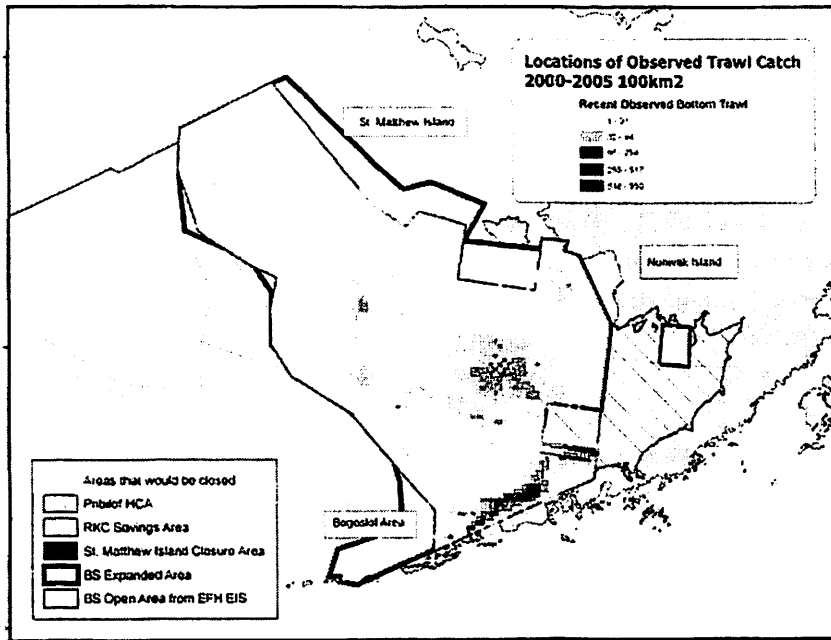 Locations of Observed Trawl Catch
2000-2005 100km2
Recent Observed Bottom Trawl
St. Matthew Island
Nunivak Island
Bogoslof Area
Areas that would be closed
Pribilof HCA
RKC Savings Area
St. Matthew Island Closure Area
BS Expanded Area
BS Open Area from EFH EIS